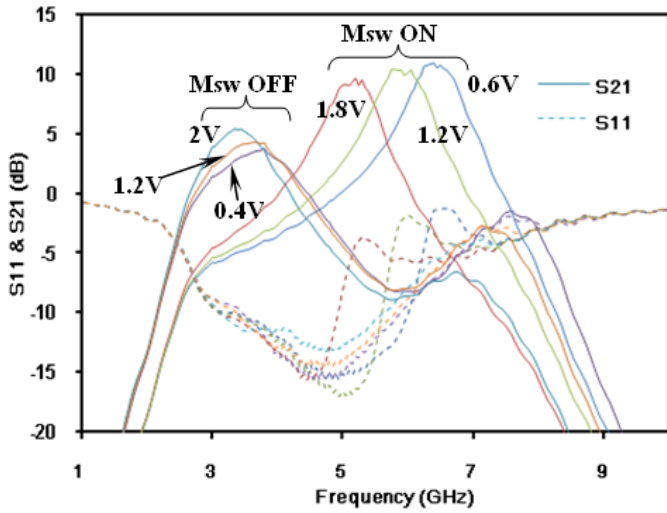 15
10
5
0
-5
-10
-15
-20
S11 & S21 (dB)
Msw OFF
Msw ON
2V
1.2V
0.4V
1.8V
1.2V
0.6V
S21
S11
1 3 5 7 9
Frequency (GHz)